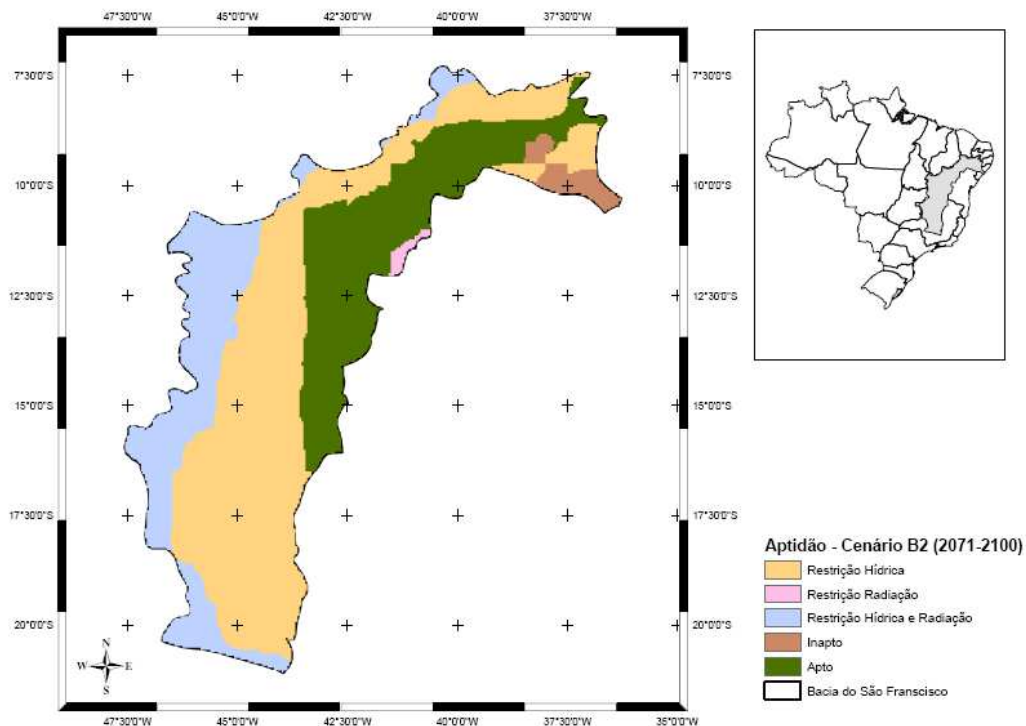 47°30'0"W 45°0'0"W 42°30'0"W 40°0'0"W 37°30'0"W 35°0'0"W
7°30'0"S 7°30'0"S
10°0'0"S 10°0'0"S
12°30'0"S 12°30'0"S
15°0'0"S 15°0'0"S
17°30'0"S 17°30'0"S
20°0'0"S 20°0'0"S
N
W E
S
47°30'0"W 45°0'0"W 42°30'0"W 40°0'0"W 37°30'0"W 35°0'0"W
Aptidão - Cenário B2 (2071-2100)
Restrição Hídrica
Restrição Radiação
Restrição Hídrica e Radiação
Inapto
Apto
Bacia do São Franscisco